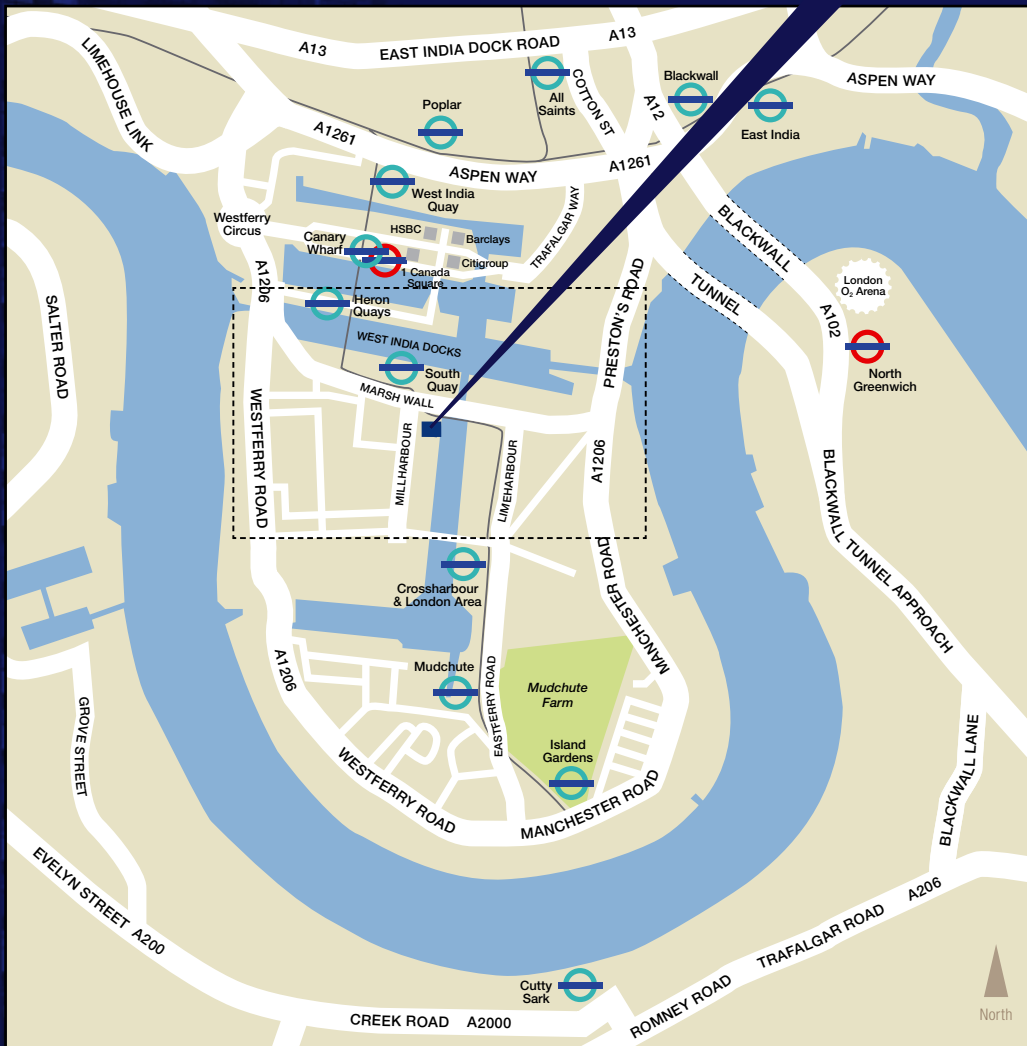 A13
EAST INDIA DOCK ROAD
A13
LIMEHOUSE LINK
COTTON ST
All
Saints
Blackwall
A12
East India
ASPEN WAY
Poplar
A1261
ASPEN WAY
A1261
West India
Quay
Westferry
Circus
HSBC
Barclays
Canary
Wharf
Citigroup
1 Canada
Square
TRAFALGAR WAY
BLACKWALL
TUNNEL
London
O₂ Arena
A102
North
Greenwich
A1206
Heron
Quays
PRESTON'S ROAD
SALTER ROAD
WEST INDIA DOCKS
South
Quay
MARSH WALL
WESTFERRY ROAD
MILLHARBOUR
LIMEHARBOUR
A1206
BLACKWALL TUNNEL APPROACH
Crossharbour
& London Area
MANCHESTER ROAD
A1206
Mudchute
EASTFERRY ROAD
Mudchute
Farm
GROVE STREET
Island
Gardens
WESTFERRY ROAD
MANCHESTER ROAD
BLACKWALL LANE
EVELYN STREET A200
A206
TRAFALGAR ROAD
Cutty
Sark
ROMNEY ROAD
CREEK ROAD A2000
North